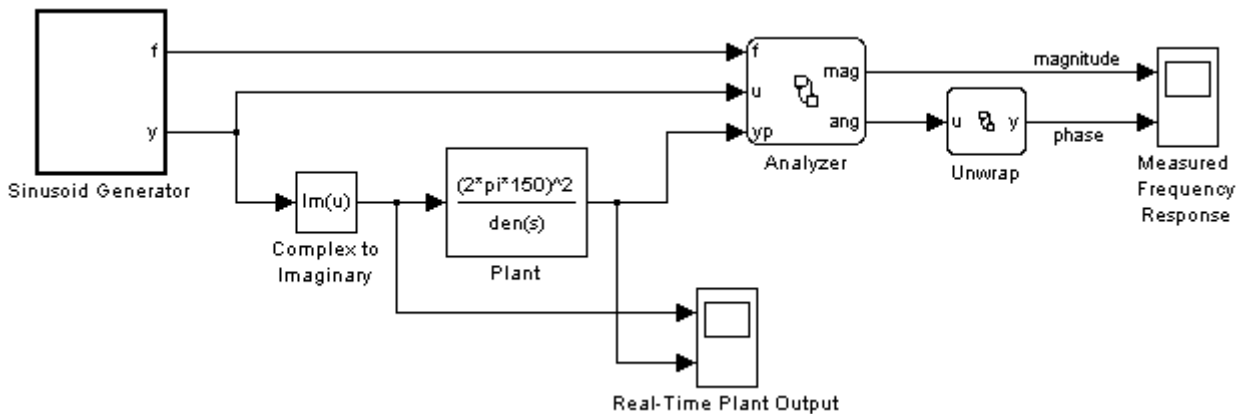 f
y
Sinusoid Generator
Im(u)
Complex to
Imaginary
(2*pi*150)^2
den(s)
Plant
f
u
yp
mag
ang
Analyzer
u
y
Unwrap
magnitude
phase
Measured
Frequency
Response
Real-Time Plant Output